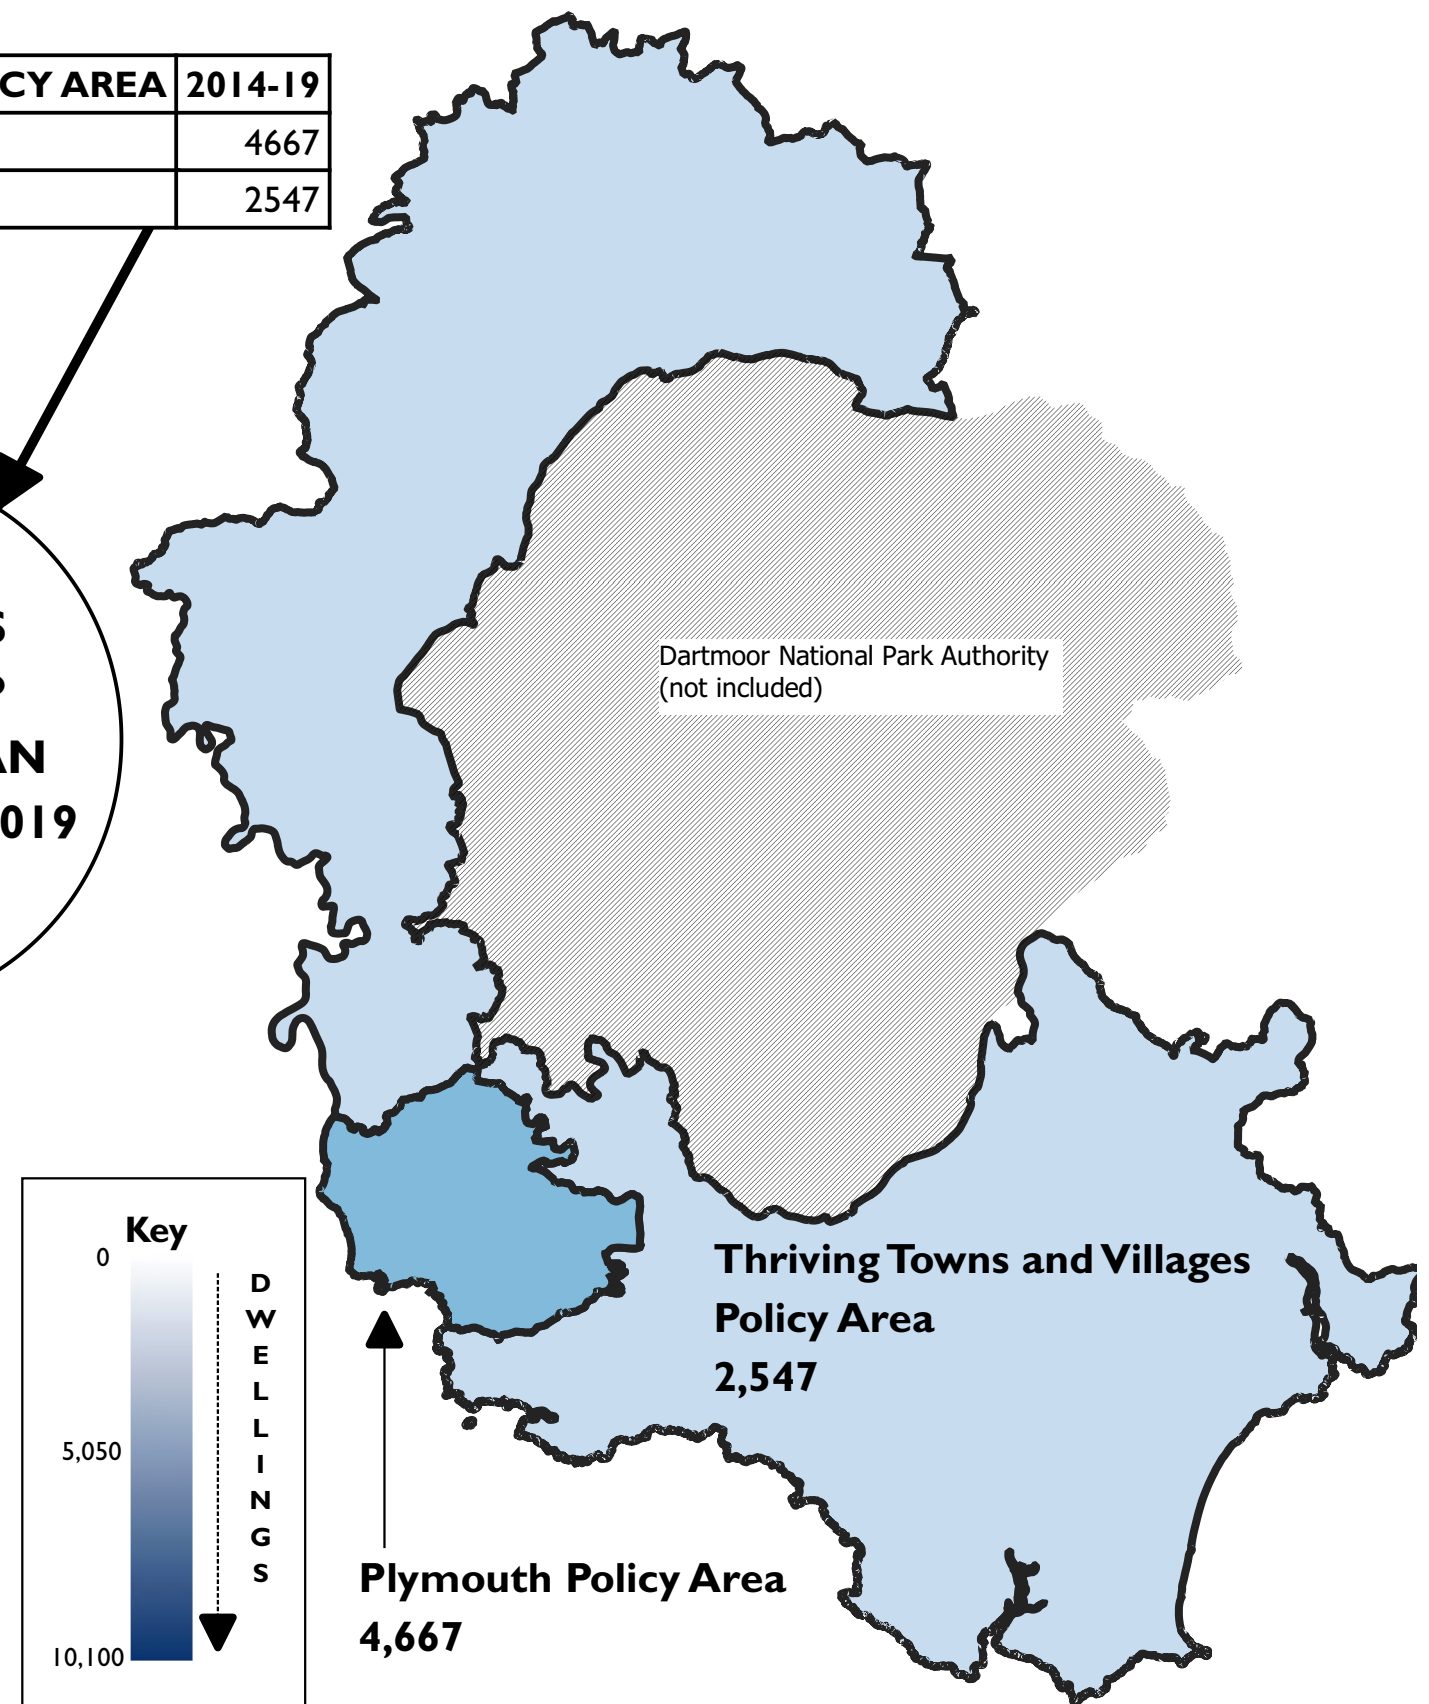 CY AREA 2014-19
4667
2547
S
AN
019
Dartmoor National Park Authority
(not included)
Thriving Towns and Villages
Policy Area
2,547
Key
0
5,050
10,100
D
W
E
L
L
I
N
G
S
Plymouth Policy Area
4,667